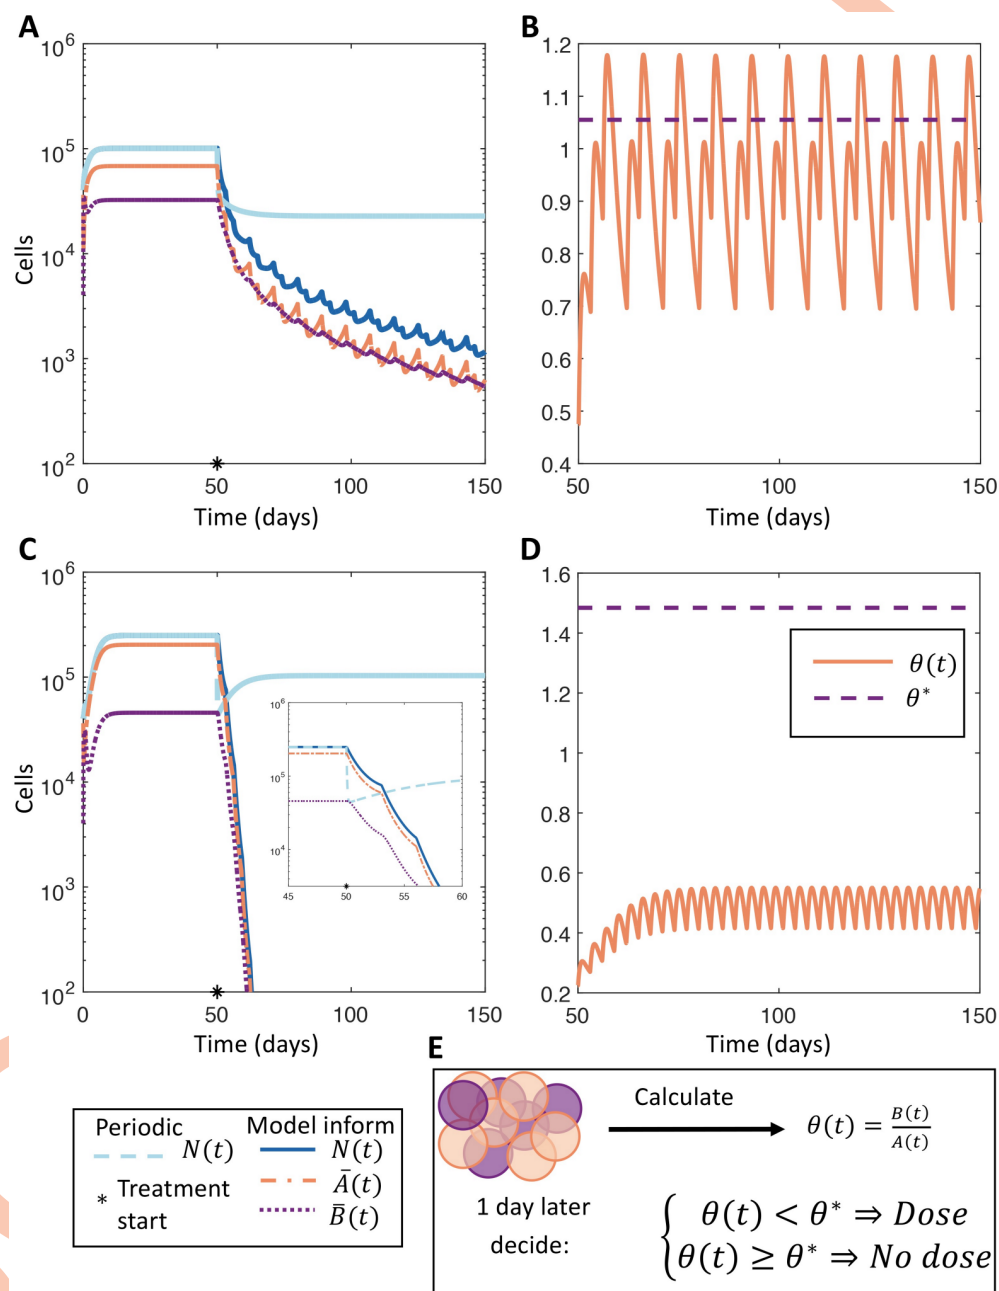 A
10^6
10^5
10^4
10^3
10^2
Cells
0
50
100
150
Time (days)
B
1.2
1.1
1
0.9
0.8
0.7
0.6
0.5
0.4
50
100
150
Time (days)
C
10^6
10^5
10^4
10^3
10^2
Cells
0
50
100
150
Time (days)
10^6
10^5
10^4
45
50
55
60
D
1.6
1.4
1.2
1
0.8
0.6
0.4
0.2
50
100
150
Time (days)
θ(t)
θ*
Periodic
N(t)
* Treatment
start
Model inform
N(t)
Ā(t)
B̄(t)
E
Calculate
θ(t) = B(t)/A(t)
1 day later
decide:
θ(t) < θ* ⇒ Dose
θ(t) ≥ θ* ⇒ No dose